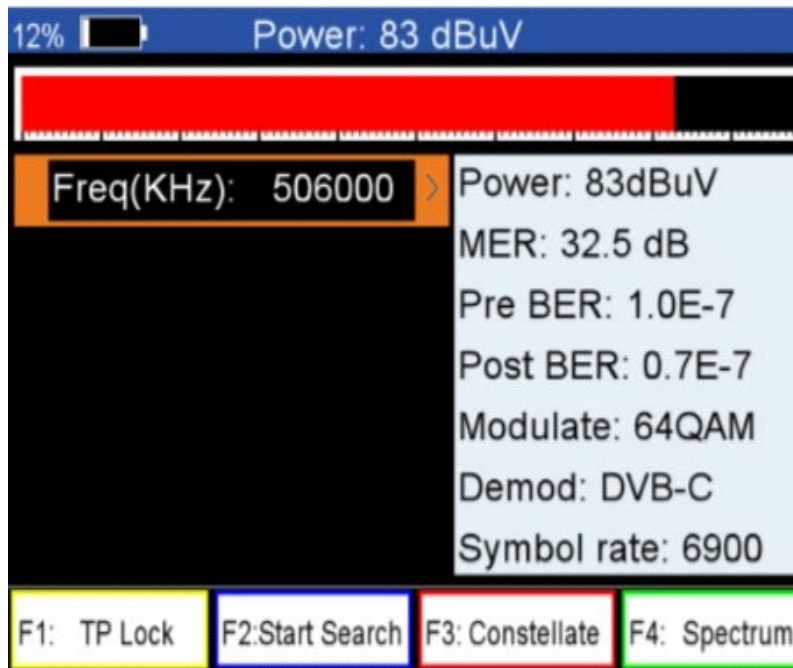 12% Power: 83 dBuV
Freq(KHz): 506000 >
Power: 83dBuV
MER: 32.5 dB
Pre BER: 1.0E-7
Post BER: 0.7E-7
Modulate: 64QAM
Demod: DVB-C
Symbol rate: 6900
F1: TP Lock
F2:Start Search
F3: Constellate
F4: Spectrum